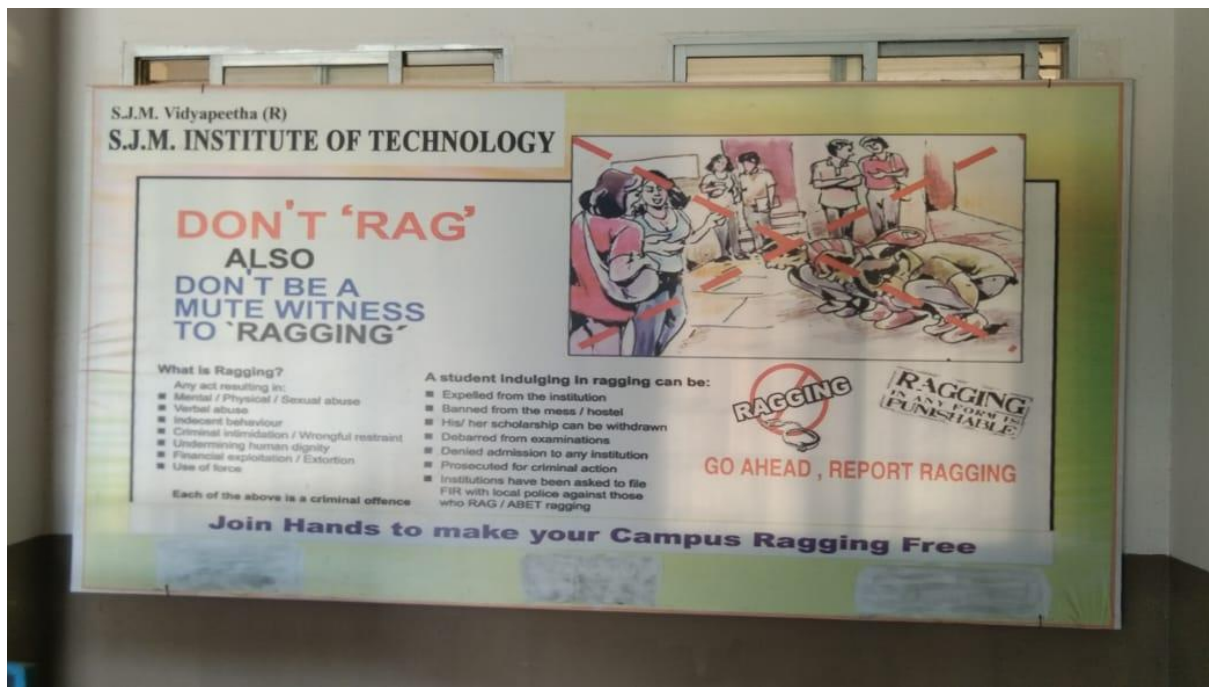 S.J.M. Vidyapeetha (R)
S.J.M. INSTITUTE OF TECHNOLOGY
DON'T ‘RAG’
ALSO
DON'T BE A
MUTE WITNESS
TO `RAGGING´
What is Ragging?
Any act resulting in:
Mental / Physical / Sexual abuse
Verbal abuse
Indecent behaviour
Criminal intimidation / Wrongful restraint
Undermining human dignity
Financial exploitation / Extortion
Use of force
Each of the above is a criminal offence
A student indulging in ragging can be:
Expelled from the institution
Banned from the mess / hostel
His/ her scholarship can be withdrawn
Debarred from examinations
Denied admission to any institution
Prosecuted for criminal action
Institutions have been asked to file
FIR with local police against those
who RAG / ABET ragging
RAGGING
RAGGING
IN ANY FORM IS
PUNISHABLE
GO AHEAD , REPORT RAGGING
Join Hands to make your Campus Ragging Free